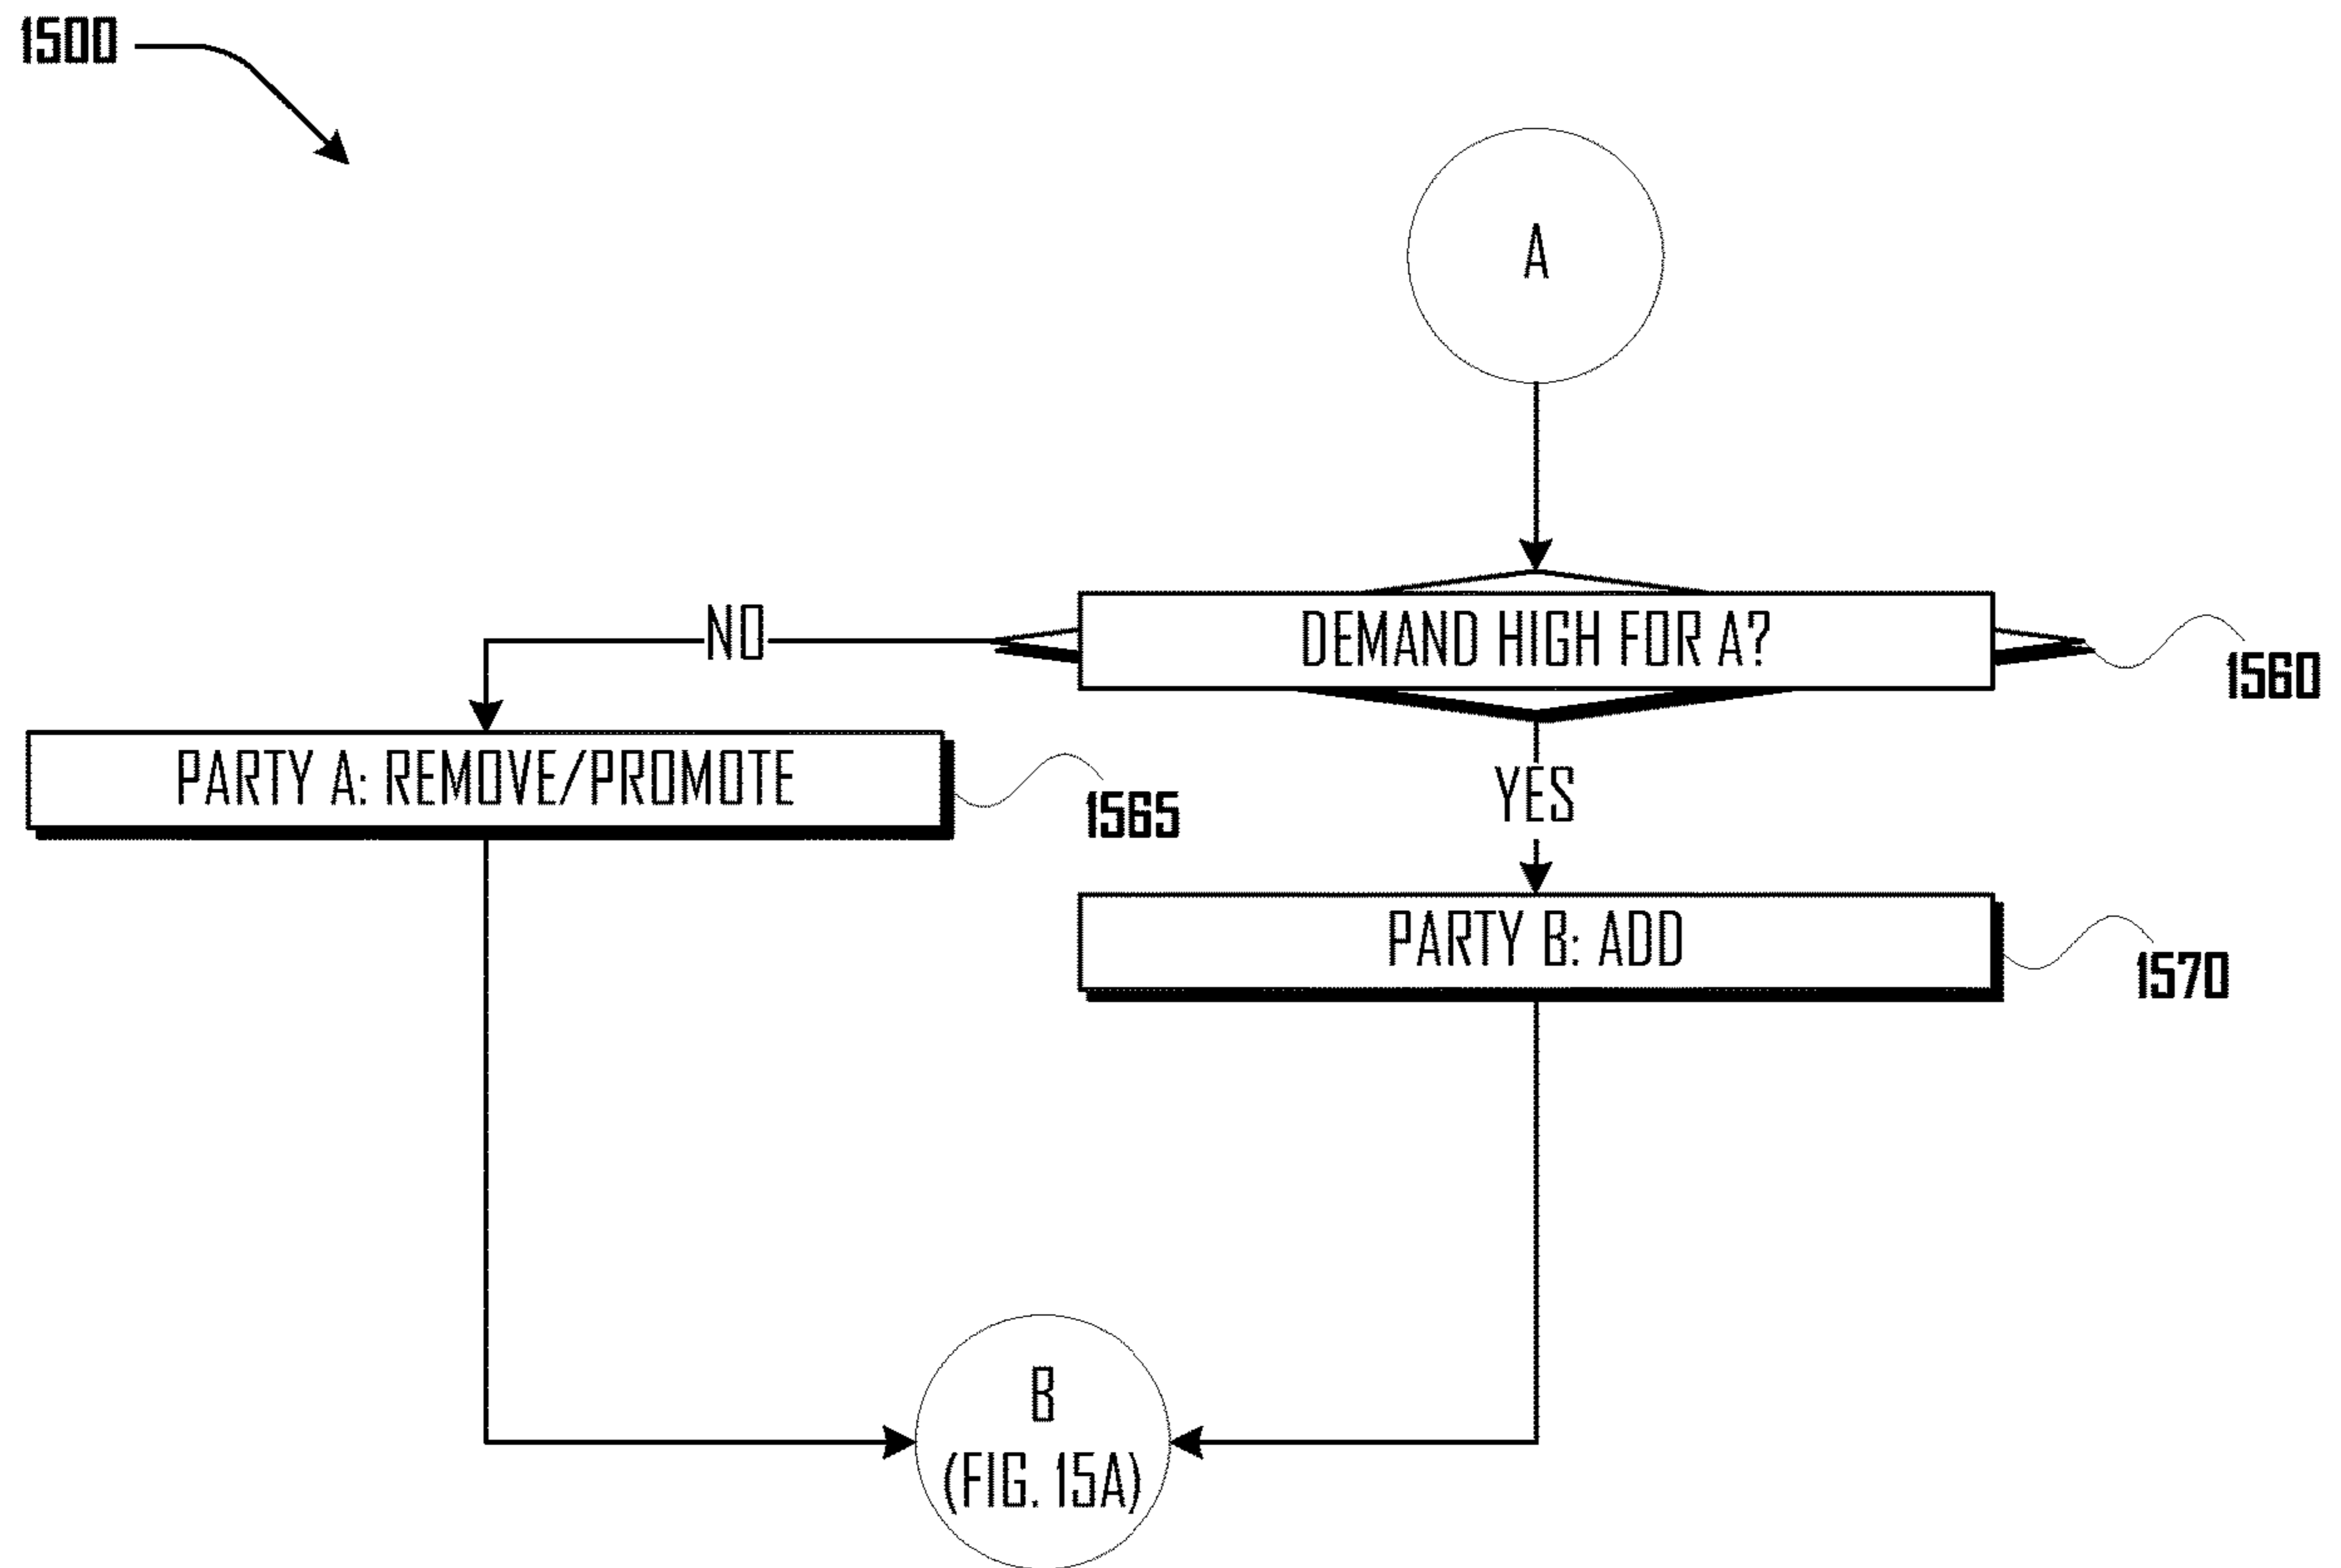 1500
A
DEMAND HIGH FOR A?
NO
1560
PARTY A: REMOVE/PROMOTE
1565
YES
PARTY B: ADD
1570
B
(FIG. 15A)